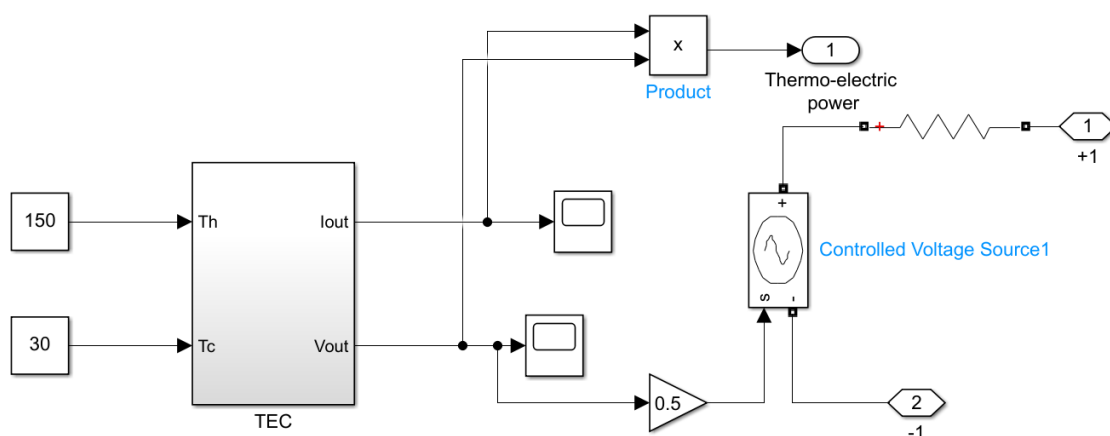 x
1
Product
Thermo-electric
power
+
1
+1
150
Th
Iout
+
Controlled Voltage Source1
s
-
30
Tc
Vout
0.5
2
TEC
-1